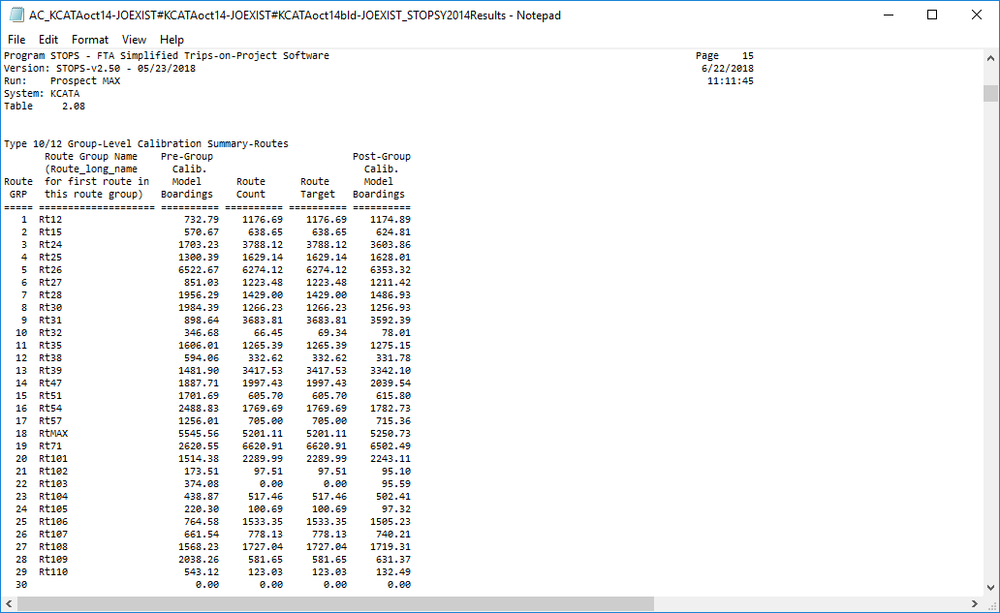 AC_KCATAoct14-JOEXIST#KCATAoct14-JOEXIST#KCATAoct14bld-JOEXIST_STOPSY2014Results - Notepad
File Edit Format View Help
Program STOPS - FTA Simplified Trips-on-Project Software Page 15
Version: STOPS-v2.50 - 05/23/2018 6/22/2018
Run: Prospect MAX 11:11:45
System: KCATA
Table 2.08
Type 10/12 Group-Level Calibration Summary-Routes
Route Group Name Pre-Group Post-Group
(Route_long_name Calib. Calib.
Route for first route in Model Route Route Model
GRP this route group) Boardings Count Target Boardings
===== ==================== ========== ========== ========== ==========
1 Rt12 732.79 1176.69 1176.69 1174.89
2 Rt15 570.67 638.65 638.65 624.81
3 Rt24 1703.23 3788.12 3788.12 3603.86
4 Rt25 1300.39 1629.14 1629.14 1628.01
5 Rt26 6522.67 6274.12 6274.12 6353.32
6 Rt27 851.03 1223.48 1223.48 1211.42
7 Rt28 1956.29 1429.00 1429.00 1486.93
8 Rt30 1984.39 1266.23 1266.23 1256.93
9 Rt31 898.64 3683.81 3683.81 3592.39
10 Rt32 346.68 66.45 69.34 78.01
11 Rt35 1606.01 1265.39 1265.39 1275.15
12 Rt38 594.06 332.62 332.62 331.78
13 Rt39 1481.90 3417.53 3417.53 3342.10
14 Rt47 1887.71 1997.43 1997.43 2039.54
15 Rt51 1701.69 605.70 605.70 615.80
16 Rt54 2488.83 1769.69 1769.69 1782.73
17 Rt57 1256.01 705.00 705.00 715.36
18 RtMAX 5545.56 5201.11 5201.11 5250.73
19 Rt71 2620.55 6620.91 6620.91 6502.49
20 Rt101 1514.38 2289.99 2289.99 2243.11
21 Rt102 173.51 97.51 97.51 95.10
22 Rt103 374.08 0.00 0.00 95.59
23 Rt104 438.87 517.46 517.46 502.41
24 Rt105 220.30 100.69 100.69 97.32
25 Rt106 764.58 1533.35 1533.35 1505.23
26 Rt107 661.54 778.13 778.13 740.21
27 Rt108 1568.23 1727.04 1727.04 1719.31
28 Rt109 2038.26 581.65 581.65 631.37
29 Rt110 543.12 123.03 123.03 132.49
30 0.00 0.00 0.00 0.00